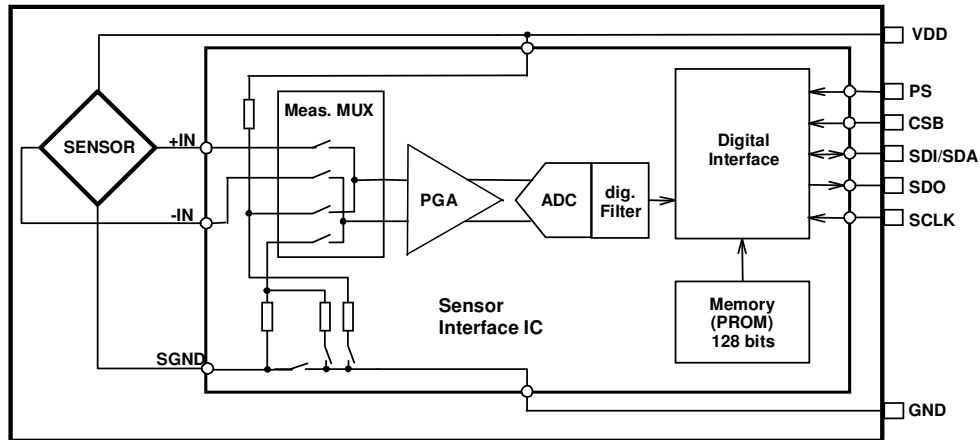 VDD
Meas. MUX
PS
SENSOR
+IN
Digital
Interface
CSB
SDI/SDA
-IN
PGA
ADC
dig.
Filter
SDO
SCLK
Sensor
Interface IC
Memory
(PROM)
128 bits
SGND
GND